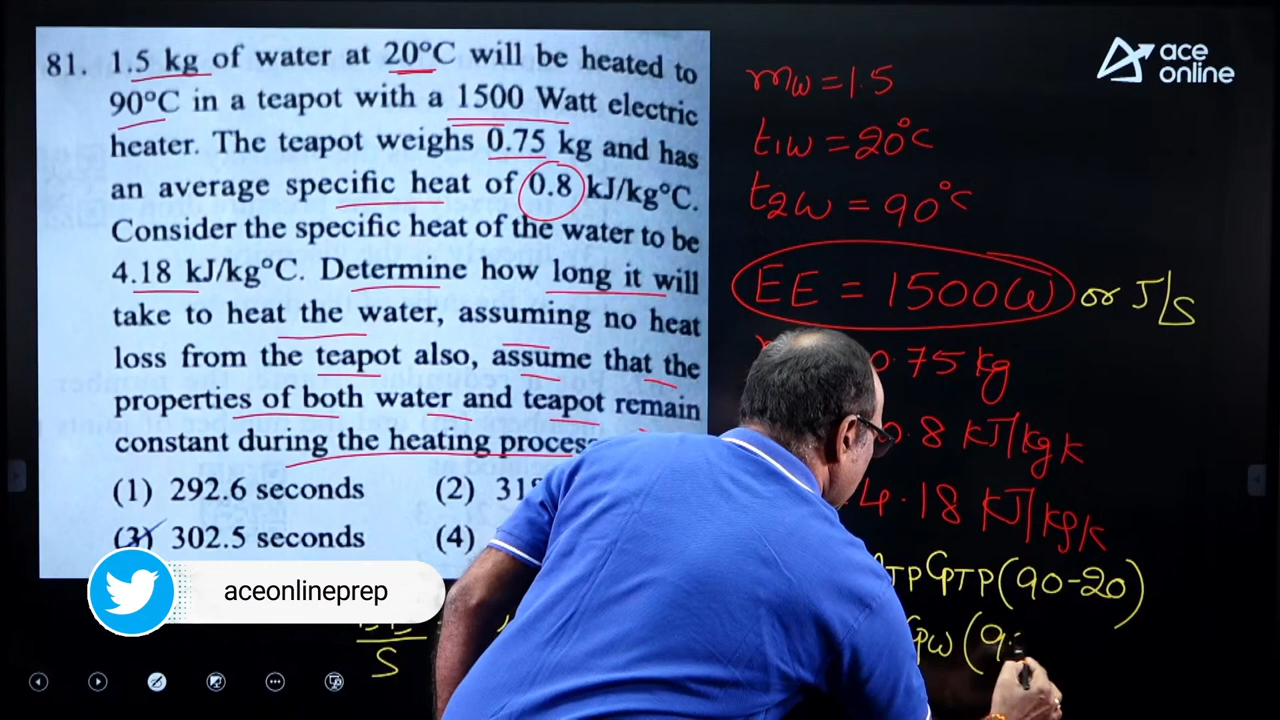 81. 1.5 kg of water at 20°C will be heated to
90°C in a teapot with a 1500 Watt electric
heater. The teapot weighs 0.75 kg and has
an average specific heat of 0.8 kJ/kg°C.
Consider the specific heat of the water to be
4.18 kJ/kg°C. Determine how long it will
take to heat the water, assuming no heat
loss from the teapot also, assume that the
properties of both water and teapot remain
constant during the heating process
(1) 292.6 seconds
(2) 31
(3) 302.5 seconds
(4)
aceonlineprep
S
ace
online
mw = 1.5
t1w = 20°C
t2w = 90°C
EE = 1500W or J/S
0.75 kg
0.8 kJ/kgk
4.18 kJ/kgk
TP CPTP (90-20)
CPW (9